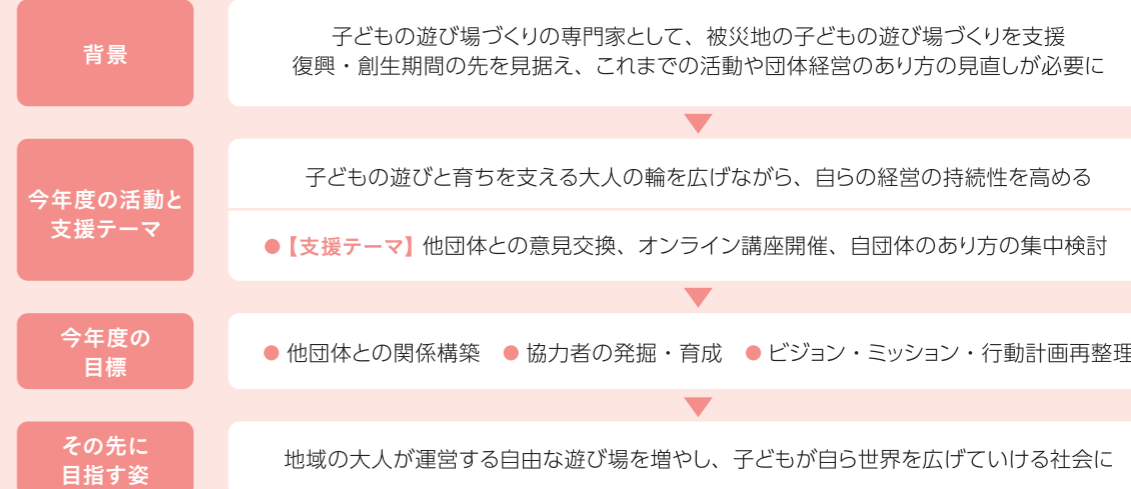 背景
子どもの遊び場づくりの専門家として、被災地の子どもの遊び場づくりを支援
復興・創生期間の先を見据え、これまでの活動や団体経営のあり方の見直しが必要に
今年度の活動と
支援テーマ
子どもの遊びと育ちを支える大人の輪を広げながら、自らの経営の持続性を高める
●【支援テーマ】他団体との意見交換、オンライン講座開催、自団体のあり方の集中検討
今年度の
目標
●他団体との関係構築 ●協力者の発掘・育成 ●ビジョン・ミッション・行動計画再整理
その先に
目指す姿
地域の大人が運営する自由な遊び場を増やし、子どもが自ら世界を広げていける社会に